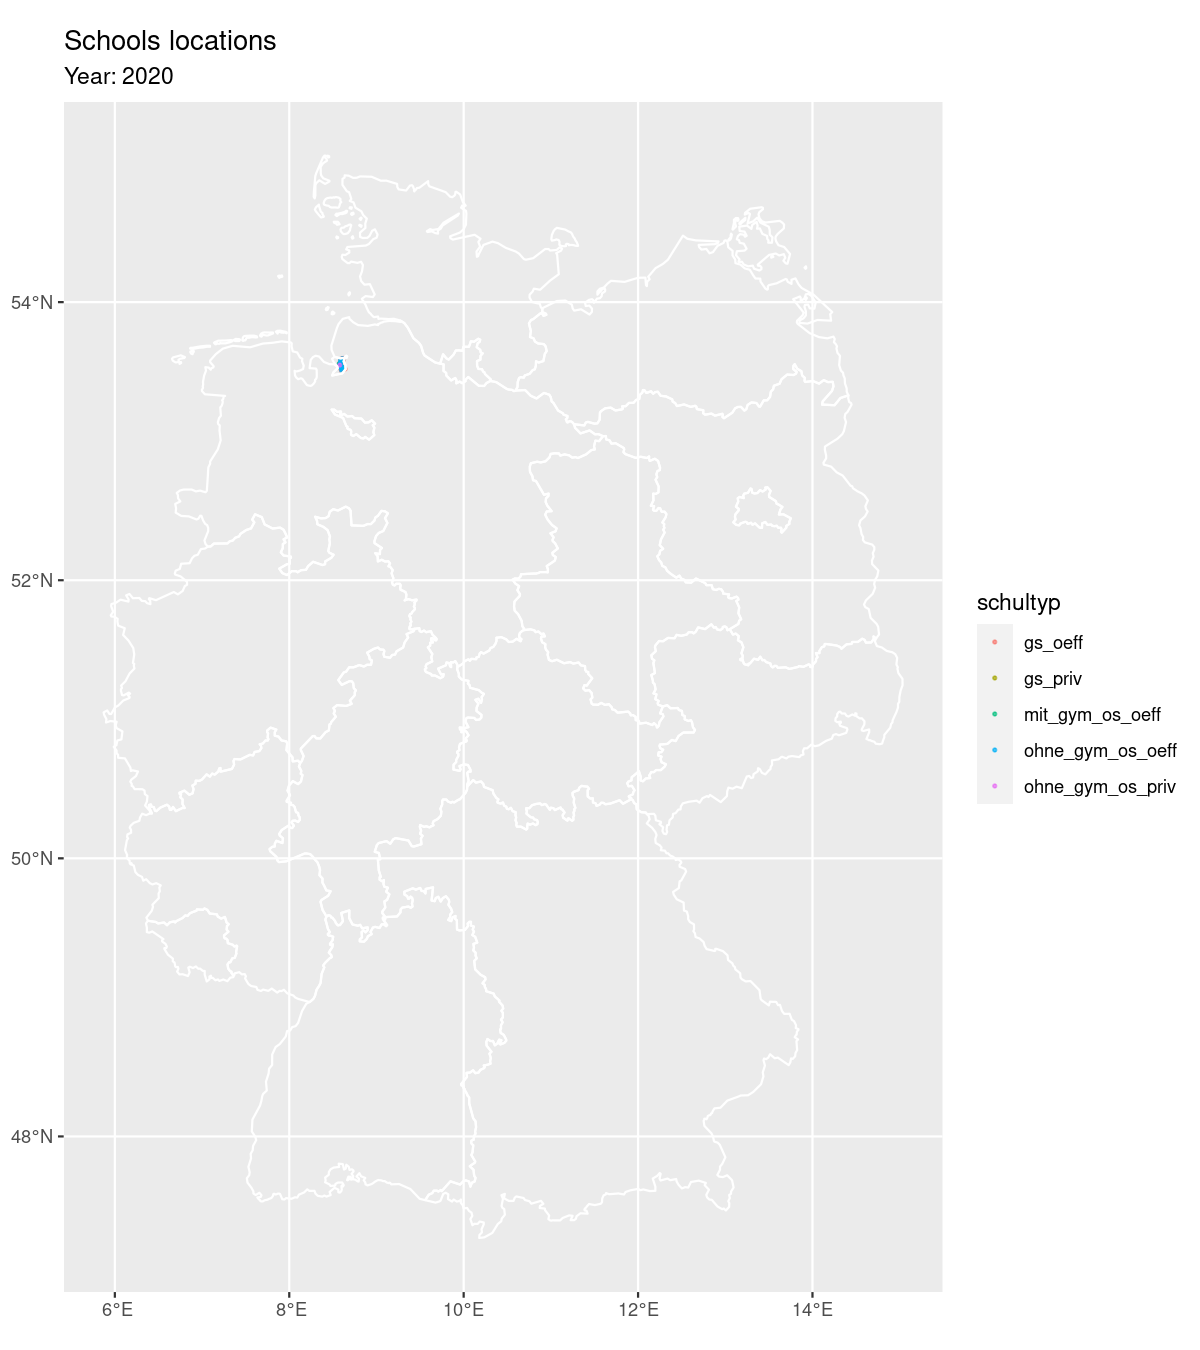 Schools locations
Year: 2020
54°N
52°N
50°N
48°N
6°E
8°E
10°E
12°E
14°E
schultyp
gs_oeff
gs_priv
mit_gym_os_oeff
ohne_gym_os_oeff
ohne_gym_os_priv